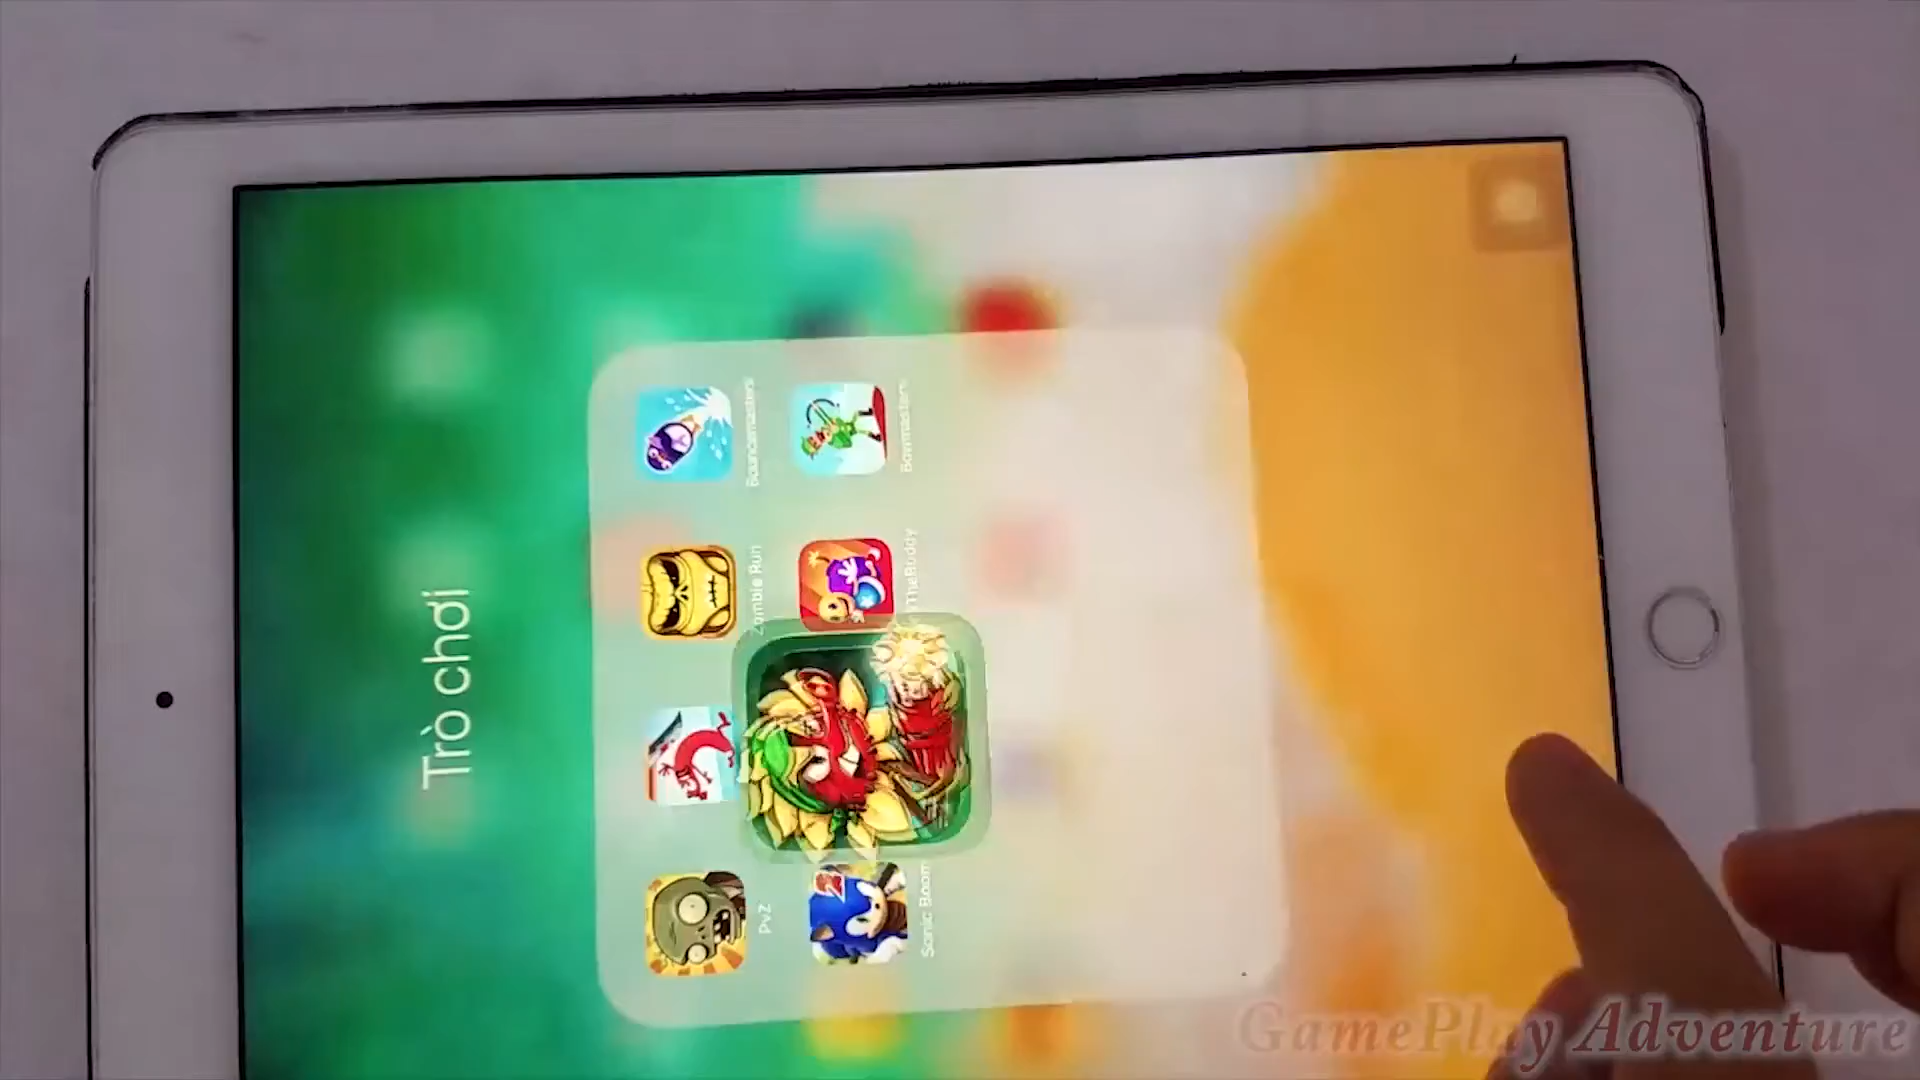 Trò chơi
PvZ
Zombie Run
Bouncemasters
Sonic Boom
TheBuddy
Bowmasters
GamePlay Adventure